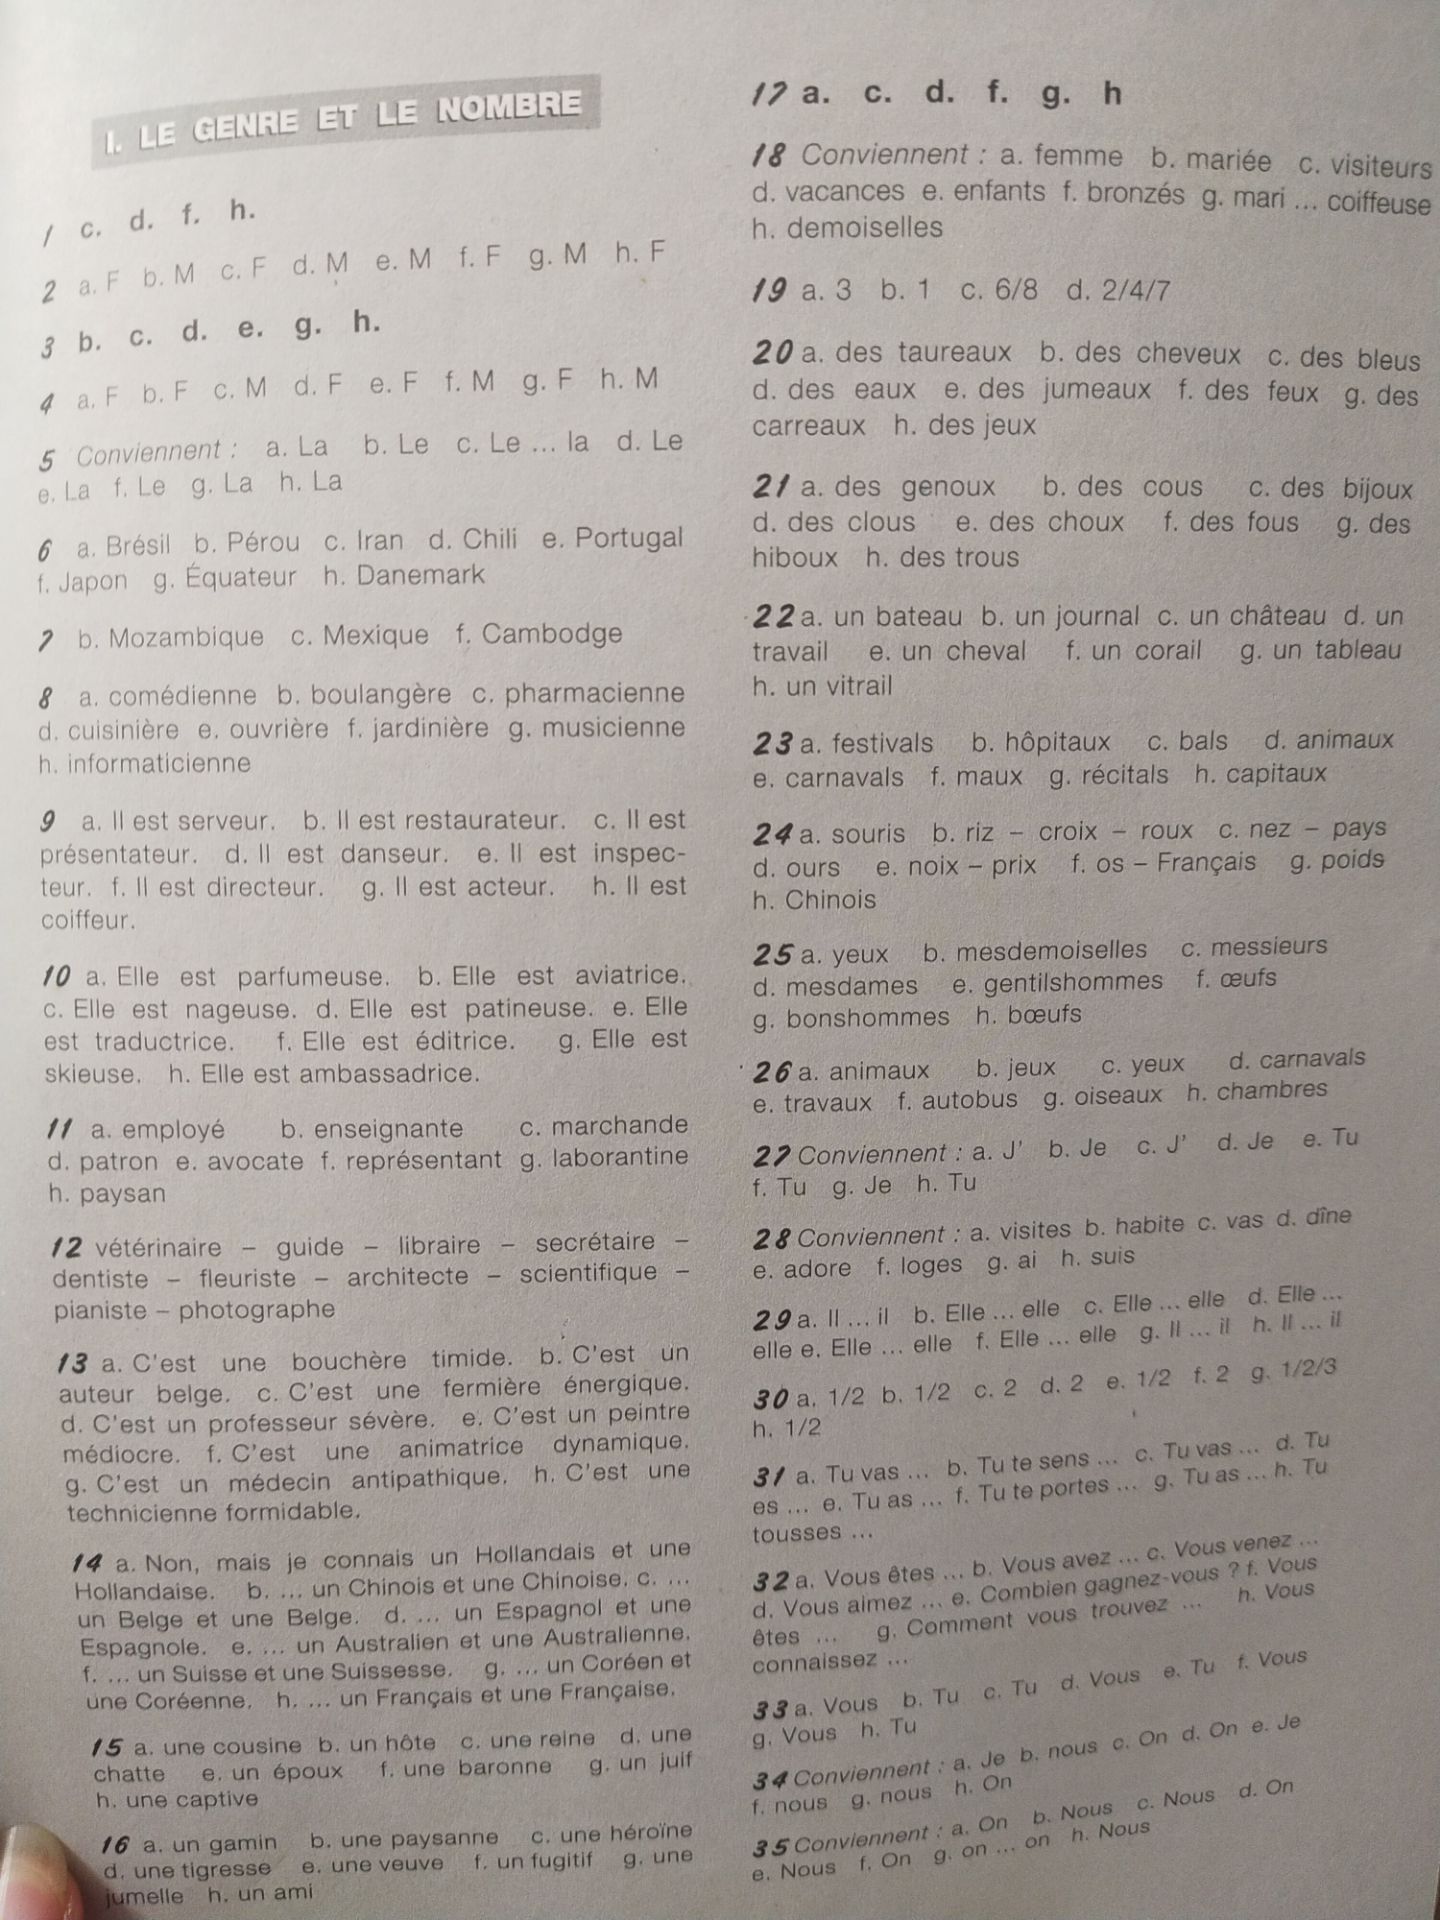 I. LE GENRE ET LE NOMBRE
1 c. d. f. h.
2 a. F b. M c. F d. M e. M f. F g. M h. F
3 b. c. d. e. g. h.
4 a. F b. F c. M d. F e. F f. M g. F h. M
5 Conviennent : a. La b. Le c. Le ... la d. Le
e. La f. Le g. La h. La
6 a. Brésil b. Pérou c. Iran d. Chili e. Portugal
f. Japon g. Équateur h. Danemark
7 b. Mozambique c. Mexique f. Cambodge
8 a. comédienne b. boulangère c. pharmacienne
d. cuisinière e. ouvrière f. jardinière g. musicienne
h. informaticienne
9 a. Il est serveur. b. Il est restaurateur. c. Il est
présentateur. d. Il est danseur. e. Il est inspec-
teur. f. Il est directeur. g. Il est acteur. h. Il est
coiffeur.
10 a. Elle est parfumeuse. b. Elle est aviatrice.
c. Elle est nageuse. d. Elle est patineuse. e. Elle
est traductrice. f. Elle est éditrice. g. Elle est
skieuse. h. Elle est ambassadrice.
11 a. employé b. enseignante c. marchande
d. patron e. avocate f. représentant g. laborantine
h. paysan
12 vétérinaire – guide – libraire – secrétaire –
dentiste – fleuriste – architecte – scientifique –
pianiste – photographe
13 a. C'est une bouchère timide. b. C'est un
auteur belge. c. C'est une fermière énergique.
d. C'est un professeur sévère. e. C'est un peintre
médiocre. f. C'est une animatrice dynamique.
g. C'est un médecin antipathique. h. C'est une
technicienne formidable.
14 a. Non, mais je connais un Hollandais et une
Hollandaise. b. ... un Chinois et une Chinoise. c. ...
un Belge et une Belge. d. ... un Espagnol et une
Espagnole. e. ... un Australien et une Australienne.
f. ... un Suisse et une Suissesse. g. ... un Coréen et
une Coréenne. h. ... un Français et une Française.
15 a. une cousine b. un hôte c. une reine d. une
chatte e. un époux f. une baronne g. un juif
h. une captive
16 a. un gamin b. une paysanne c. une héroïne
d. une tigresse e. une veuve f. un fugitif g. une
jumelle h. un ami
17 a. c. d. f. g. h
18 Conviennent : a. femme b. mariée c. visiteurs
d. vacances e. enfants f. bronzés g. mari ... coiffeuse
h. demoiselles
19 a. 3 b. 1 c. 6/8 d. 2/4/7
20 a. des taureaux b. des cheveux c. des bleus
d. des eaux e. des jumeaux f. des feux g. des
carreaux h. des jeux
21 a. des genoux b. des cous c. des bijoux
d. des clous e. des choux f. des fous g. des
hiboux h. des trous
22 a. un bateau b. un journal c. un château d. un
travail e. un cheval f. un corail g. un tableau
h. un vitrail
23 a. festivals b. hôpitaux c. bals d. animaux
e. carnavals f. maux g. récitals h. capitaux
24 a. souris b. riz – croix – roux c. nez – pays
d. ours e. noix – prix f. os – Français g. poids
h. Chinois
25 a. yeux b. mesdemoiselles c. messieurs
d. mesdames e. gentilshommes f. œufs
g. bonshommes h. bœufs
26 a. animaux b. jeux c. yeux d. carnavals
e. travaux f. autobus g. oiseaux h. chambres
27 Conviennent : a. J' b. Je c. J' d. Je e. Tu
f. Tu g. Je h. Tu
28 Conviennent : a. visites b. habite c. vas d. dîne
e. adore f. loges g. ai h. suis
29 a. Il ... il b. Elle ... elle c. Elle ... elle d. Elle ...
elle e. Elle ... elle f. Elle ... elle g. Il ... il h. Il ... il
30 a. 1/2 b. 1/2 c. 2 d. 2 e. 1/2 f. 2 g. 1/2/3
h. 1/2
31 a. Tu vas ... b. Tu te sens ... c. Tu vas ... d. Tu
es ... e. Tu as ... f. Tu te portes ... g. Tu as ... h. Tu
tousses ...
32 a. Vous êtes ... b. Vous avez ... c. Vous venez ...
d. Vous aimez ... e. Combien gagnez-vous ? f. Vous
êtes ... g. Comment vous trouvez ... h. Vous
connaissez ...
33 a. Vous b. Tu c. Tu d. Vous e. Tu f. Vous
g. Vous h. Tu
34 Conviennent : a. Je b. nous c. On d. On e. Je
f. nous g. nous h. On
35 Conviennent : a. On b. Nous c. Nous d. On
e. Nous f. On g. on ... on h. Nous